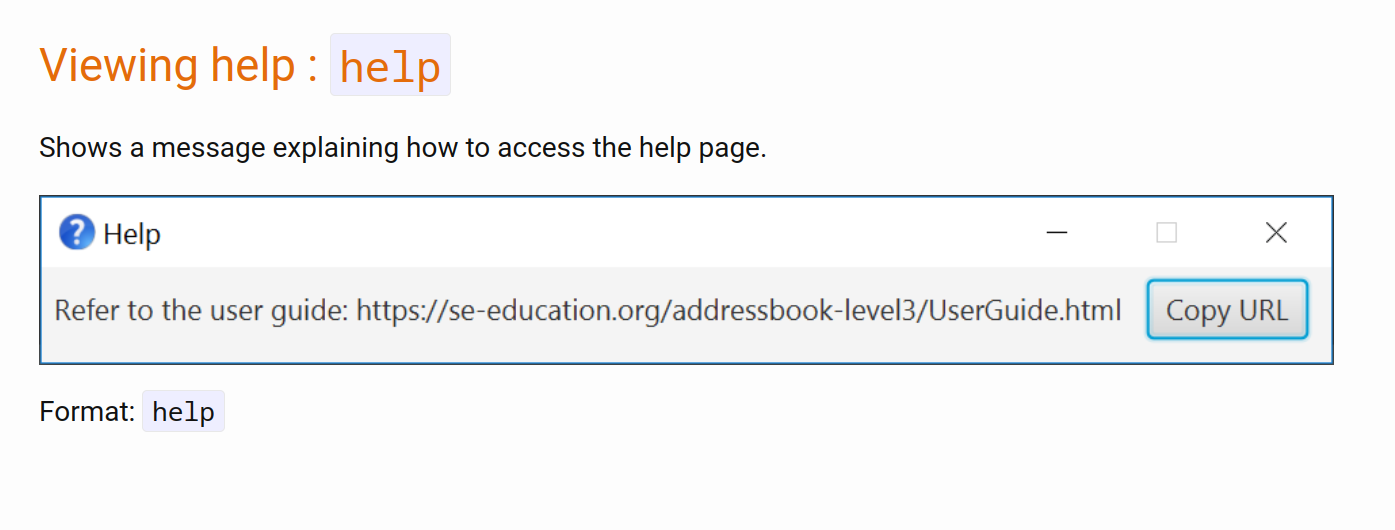 Viewing help : help
Shows a message explaining how to access the help page.
Help
Refer to the user guide: https://se-education.org/addressbook-level3/UserGuide.html Copy URL
Format: help